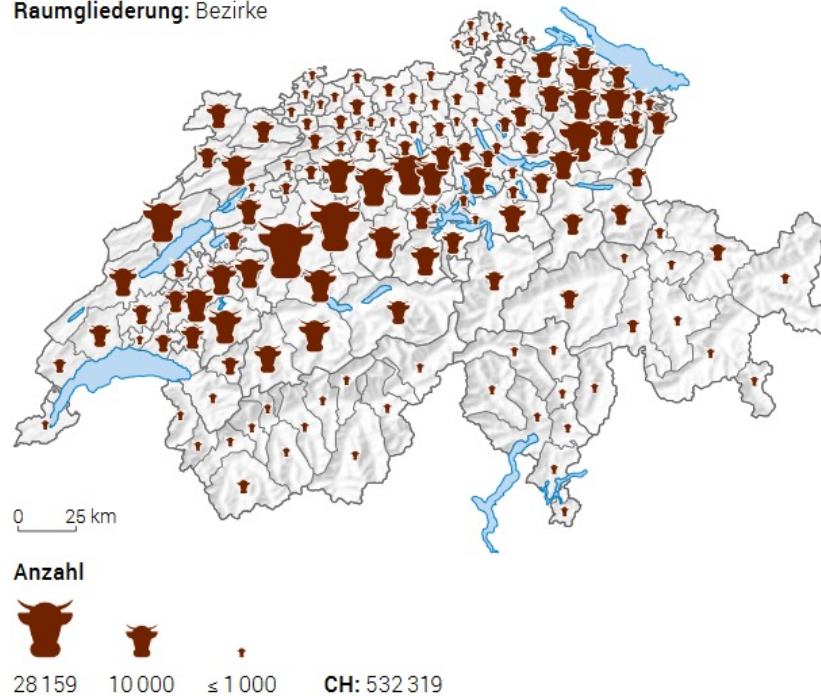 Raumgliederung: Bezirke
0 25 km
Anzahl
28 159 10 000 ≤ 1 000 CH: 532 319